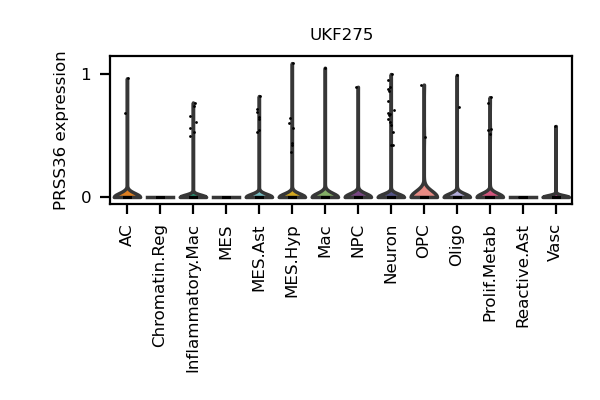 UKF275
PRSS36 expression
1
0
AC
Chromatin.Reg
Inflammatory.Mac
MES
MES.Ast
MES.Hyp
Mac
NPC
Neuron
OPC
Oligo
Prolif.Metab
Reactive.Ast
Vasc